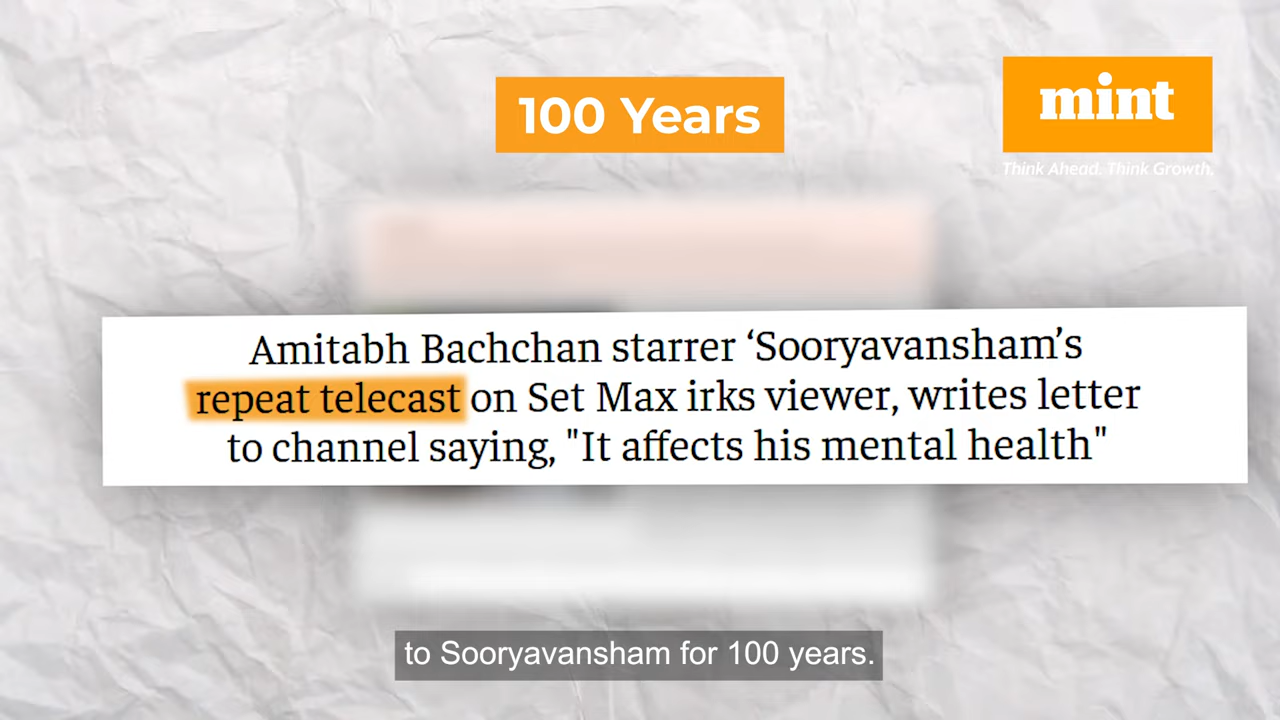 100 Years
mint
Think Ahead. Think Growth.
Amitabh Bachchan starrer ‘Sooryavansham’s
repeat telecast on Set Max irks viewer, writes letter
to channel saying, "It affects his mental health"
to Sooryavansham for 100 years.